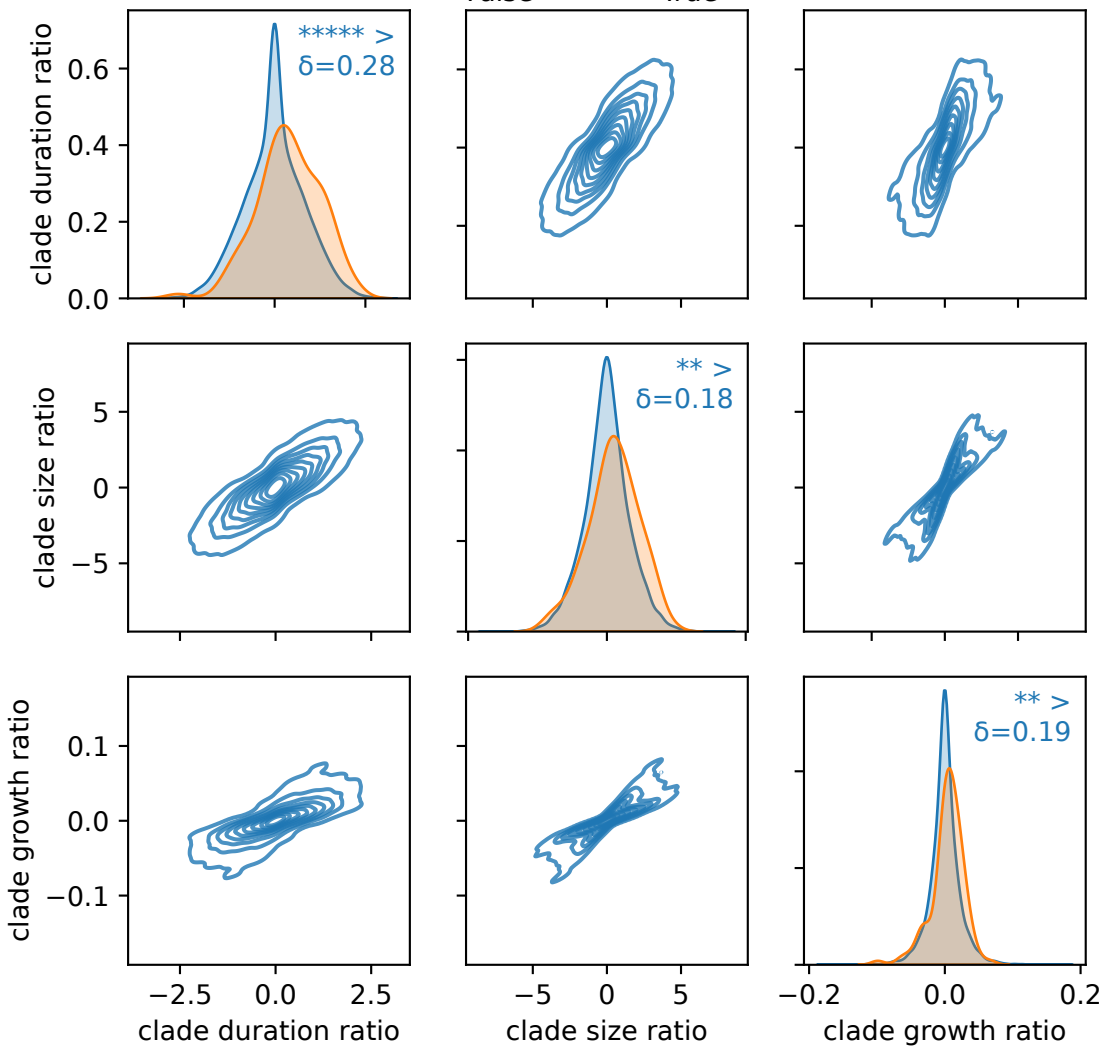 clade duration ratio
0.6
0.4
0.2
0.0
***** >
δ=0.28
clade size ratio
5
0
−5
** >
δ=0.18
clade growth ratio
0.1
0.0
−0.1
** >
δ=0.19
−2.5 0.0 2.5
clade duration ratio
−5 0 5
clade size ratio
−0.2 0.0 0.2
clade growth ratio